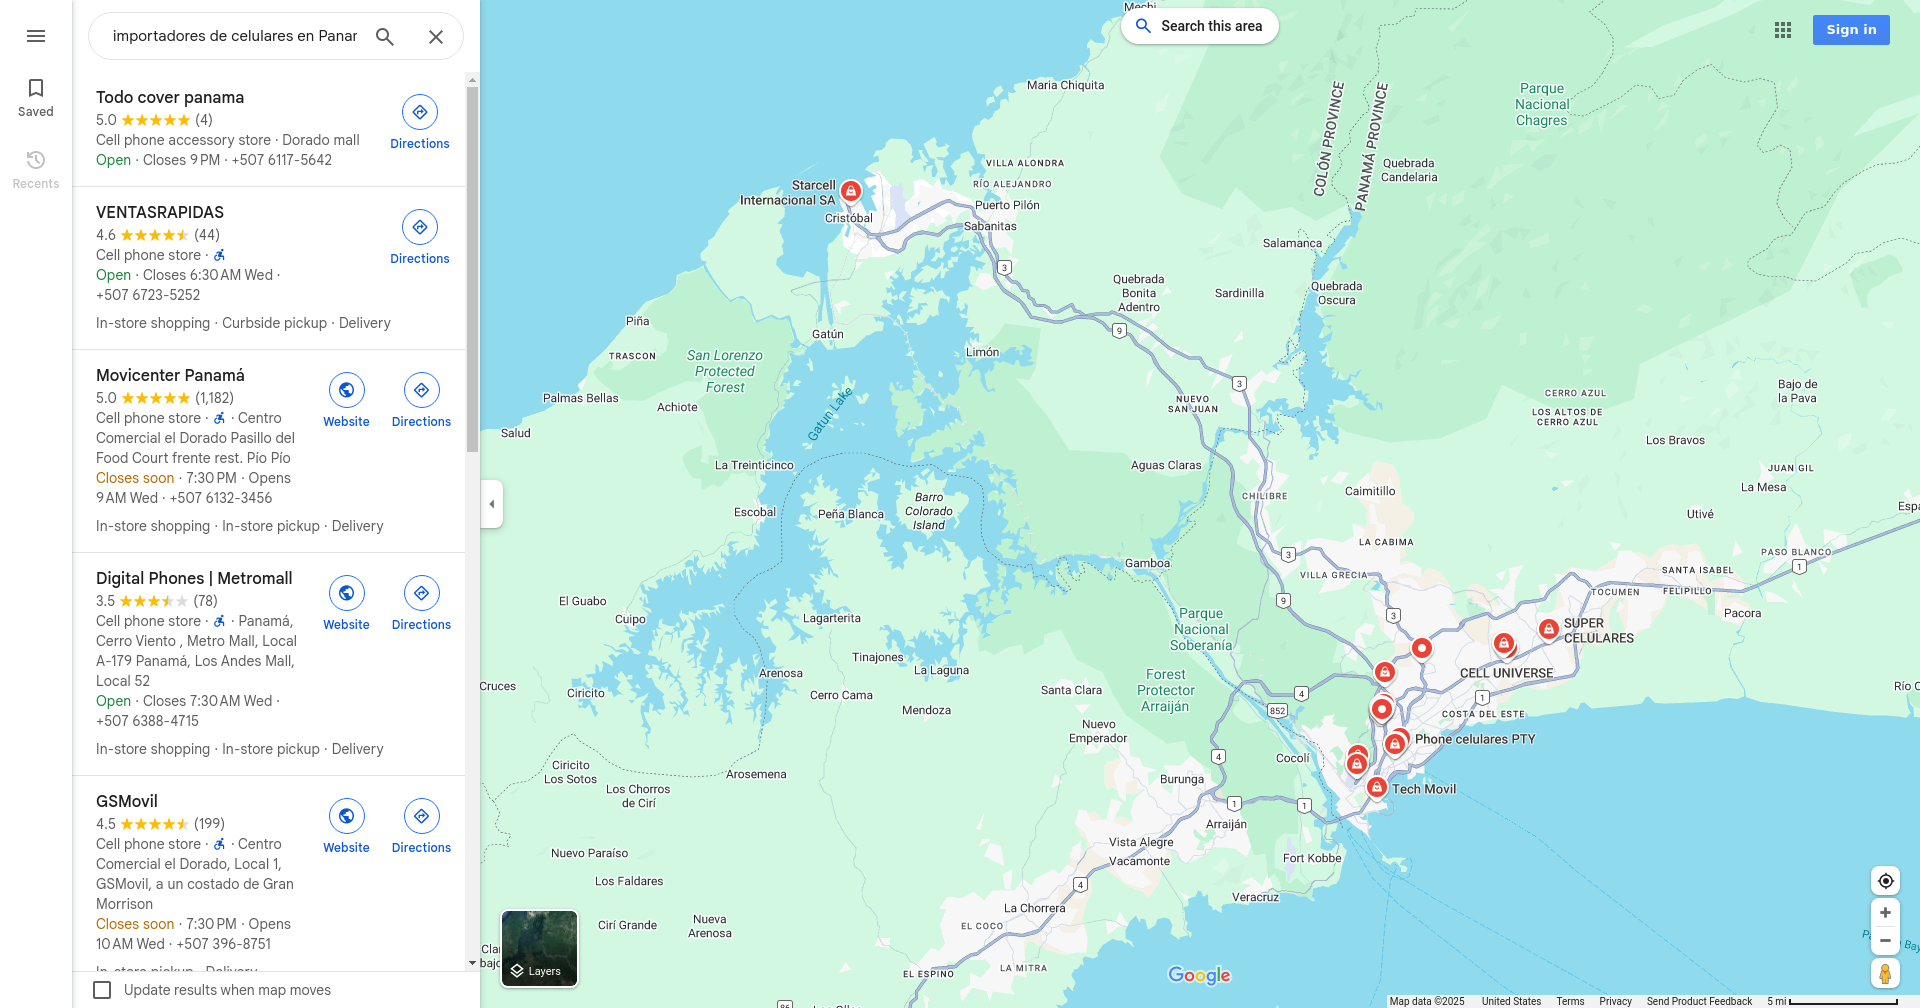 importadores de celulares en Panar
Saved
Recents
Todo cover panama
5.0 (4)
Cell phone accessory store · Dorado mall
Open · Closes 9 PM · +507 6117-5642
Directions
VENTASRAPIDAS
4.6 (44)
Cell phone store ·
Open · Closes 6:30 AM Wed ·
+507 6723-5252
In-store shopping · Curbside pickup · Delivery
Directions
Movicenter Panamá
5.0 (1,182)
Cell phone store · · Centro
Comercial el Dorado Pasillo del
Food Court frente rest. Pío Pío
Closes soon · 7:30 PM · Opens
9 AM Wed · +507 6132-3456
In-store shopping · In-store pickup · Delivery
Website
Directions
Digital Phones | Metromall
3.5 (78)
Cell phone store · · Panamá,
Cerro Viento , Metro Mall, Local
A-179 Panamá, Los Andes Mall,
Local 52
Open · Closes 7:30 AM Wed ·
+507 6388-4715
In-store shopping · In-store pickup · Delivery
Website
Directions
GSMovil
4.5 (199)
Cell phone store · · Centro
Comercial el Dorado, Local 1,
GSMovil, a un costado de Gran
Morrison
Closes soon · 7:30 PM · Opens
10 AM Wed · +507 396-8751
In-store pickup · Delivery
Website
Directions
Update results when map moves
Search this area
Sign in
Mechi
Maria Chiquita
COLÓN PROVINCE
PANAMÁ PROVINCE
Parque
Nacional
Chagres
VILLA ALONDRA
Quebrada
Candelaria
Starcell
Internacional SA
RÍO ALEJANDRO
Cristóbal
Puerto Pilón
Sabanitas
Salamanca
3
Quebrada
Bonita
Adentro
Sardinilla
Quebrada
Oscura
Piña
Gatún
9
TRASCON
San Lorenzo
Protected
Forest
Limón
3
Palmas Bellas
Achiote
Gatun Lake
NUEVO
SAN JUAN
CERRO AZUL
LOS ALTOS DE
CERRO AZUL
Bajo de
la Pava
Salud
Los Bravos
La Treinticinco
Aguas Claras
JUAN GIL
La Mesa
CHILIBRE
Caimitillo
Barro
Colorado
Island
Escobal
Peña Blanca
Utivé
Espa
LA CABIMA
3
PASO BLANCO
Gamboa
1
VILLA GRECIA
SANTA ISABEL
TOCUMEN
FELIPILLO
El Guabo
9
Pacora
Cuipo
Lagarterita
Parque
Nacional
Soberanía
3
SUPER
CELULARES
Tinajones
La Laguna
CELL UNIVERSE
Arenosa
Cruces
Ciricito
Cerro Cama
Santa Clara
Forest
Protector
Arraiján
4
1
Río C
Mendoza
852
COSTA DEL ESTE
Nuevo
Emperador
Phone celulares PTY
4
Cocolí
Ciricito
Los Sotos
Arosemena
Burunga
Los Chorros
de Cirí
Tech Movil
1
1
Arraiján
Nuevo Paraíso
Vista Alegre
Vacamonte
Fort Kobbe
Los Faldares
4
Veracruz
Cirí Grande
Nueva
Arenosa
La Chorrera
EL COCO
Clar
bajo
EL ESPINO
LA MITRA
Layers
Google
Map data ©2025
United States
Terms
Privacy
Send Product Feedback
5 mi